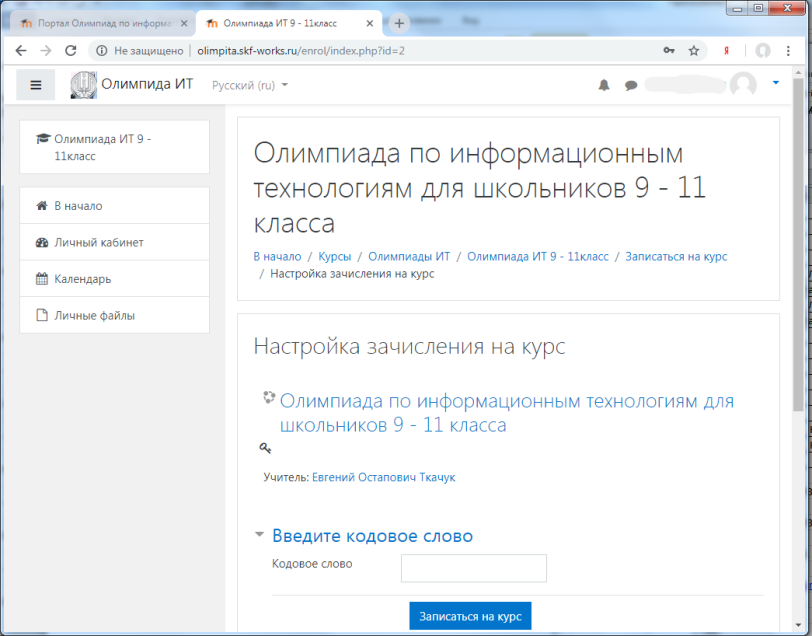 Портал Олимпиад по информат
Олимпиада ИТ 9 - 11класс
Не защищено
olimpita.skf-works.ru/enrol/index.php?id=2
Я
Олимпида ИТ
Русский (ru)
Олимпиада ИТ 9 -
11класс
В начало
Личный кабинет
Календарь
Личные файлы
Олимпиада по информационным
технологиям для школьников 9 - 11
класса
В начало / Курсы / Олимпиады ИТ / Олимпиада ИТ 9 - 11класс / Записаться на курс
/ Настройка зачисления на курс
Настройка зачисления на курс
Олимпиада по информационным технологиям для
школьников 9 - 11 класса
Учитель: Евгений Остапович Ткачук
Введите кодовое слово
Кодовое слово
Записаться на курс